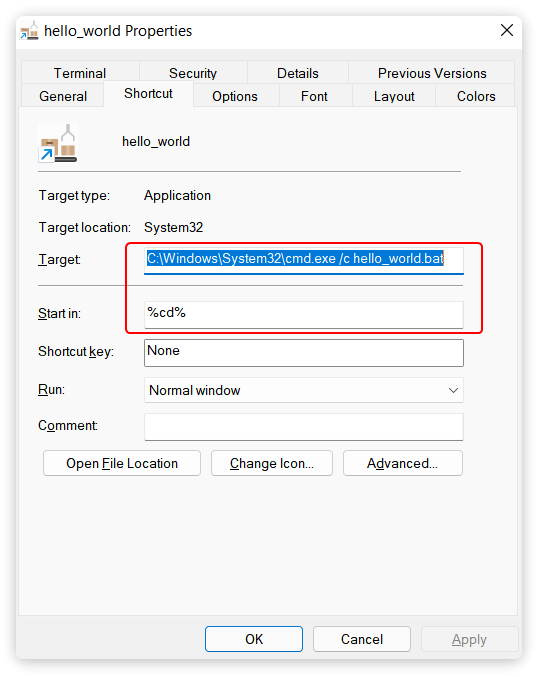 hello_world Properties
Terminal Security Details Previous Versions
General Shortcut Options Font Layout Colors
hello_world
Target type: Application
Target location: System32
Target: C:\Windows\System32\cmd.exe /c hello_world.bat
Start in: %cd%
Shortcut key: None
Run: Normal window
Comment:
Open File Location Change Icon... Advanced...
OK Cancel Apply